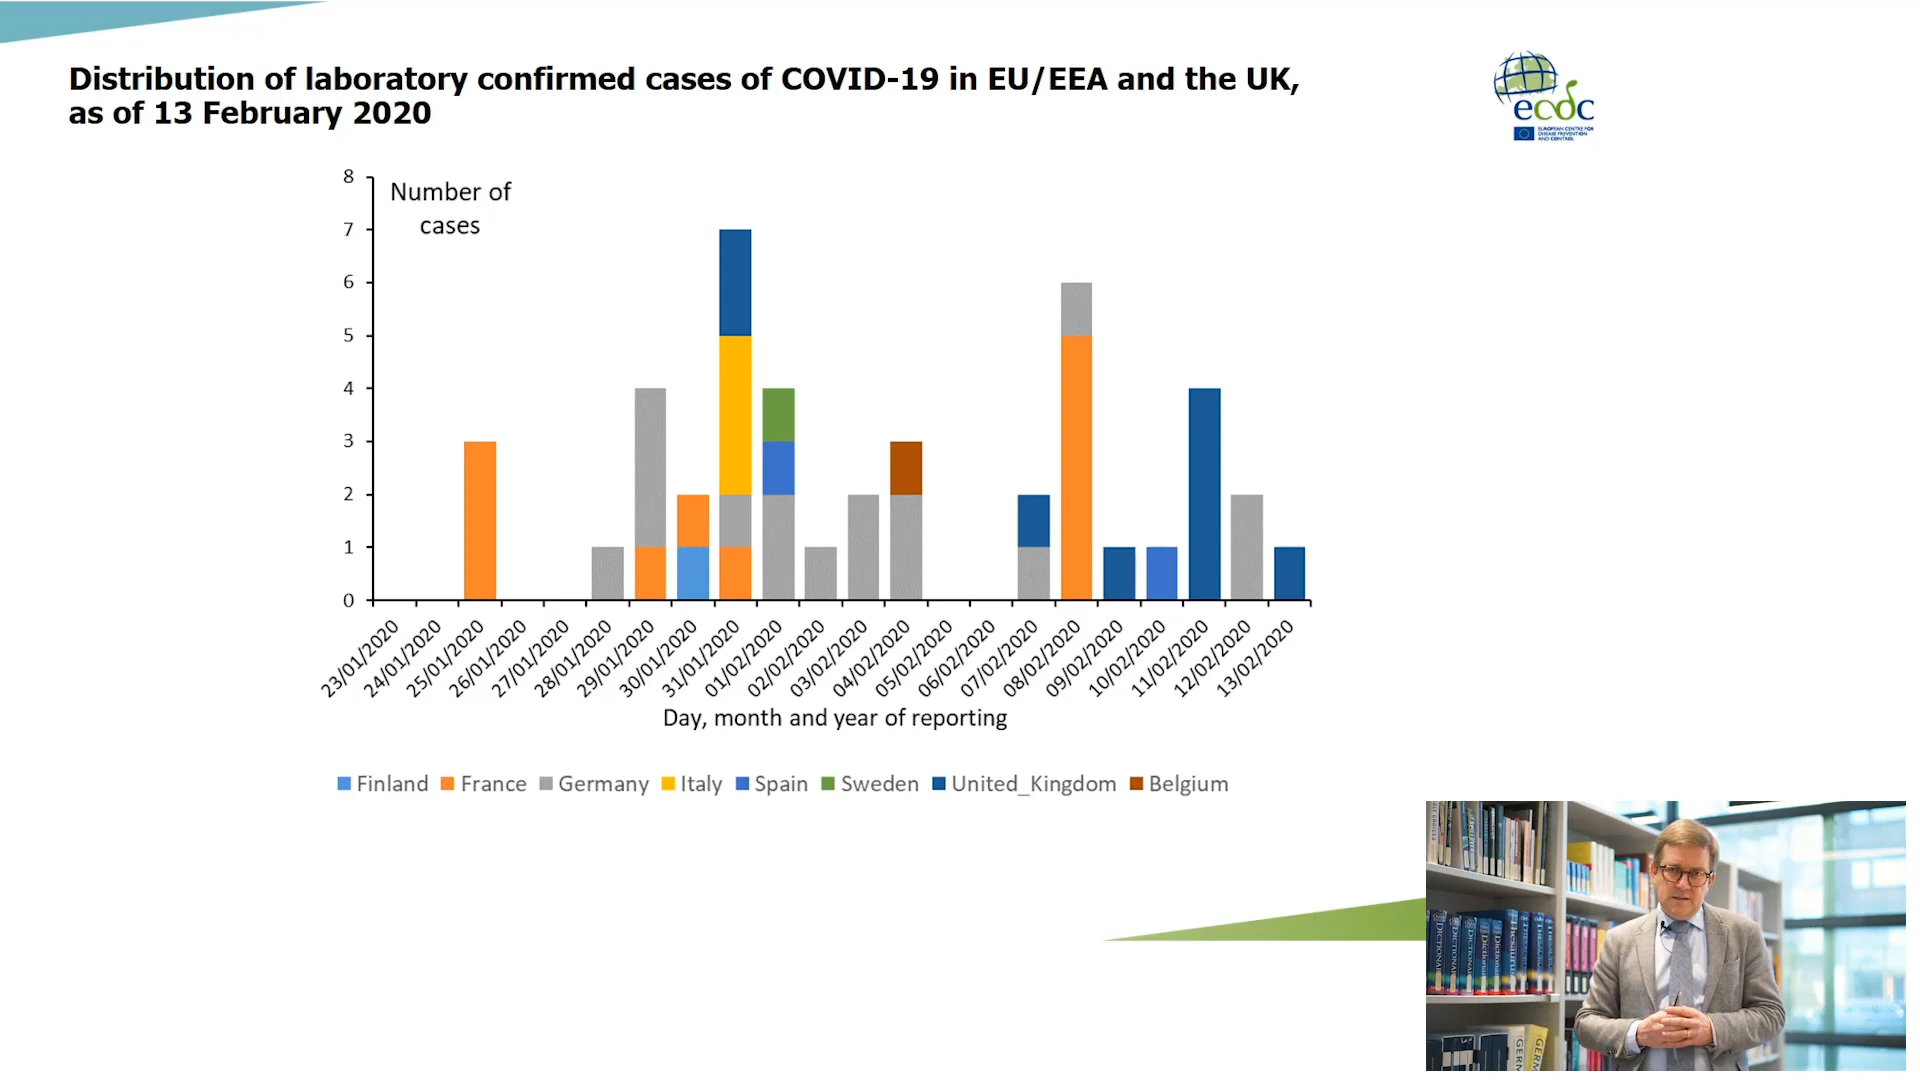 Distribution of laboratory confirmed cases of COVID-19 in EU/EEA and the UK,
as of 13 February 2020
ecdc
EUROPEAN CENTRE FOR
DISEASE PREVENTION
AND CONTROL
8
Number of
cases
7
6
5
4
3
2
1
0
23/01/2020 24/01/2020 25/01/2020 26/01/2020 27/01/2020 28/01/2020 29/01/2020 30/01/2020 31/01/2020 01/02/2020 02/02/2020 03/02/2020 04/02/2020 05/02/2020 06/02/2020 07/02/2020 08/02/2020 09/02/2020 10/02/2020 11/02/2020 12/02/2020 13/02/2020
Day, month and year of reporting
Finland France Germany Italy Spain Sweden United_Kingdom Belgium
Thesaurus